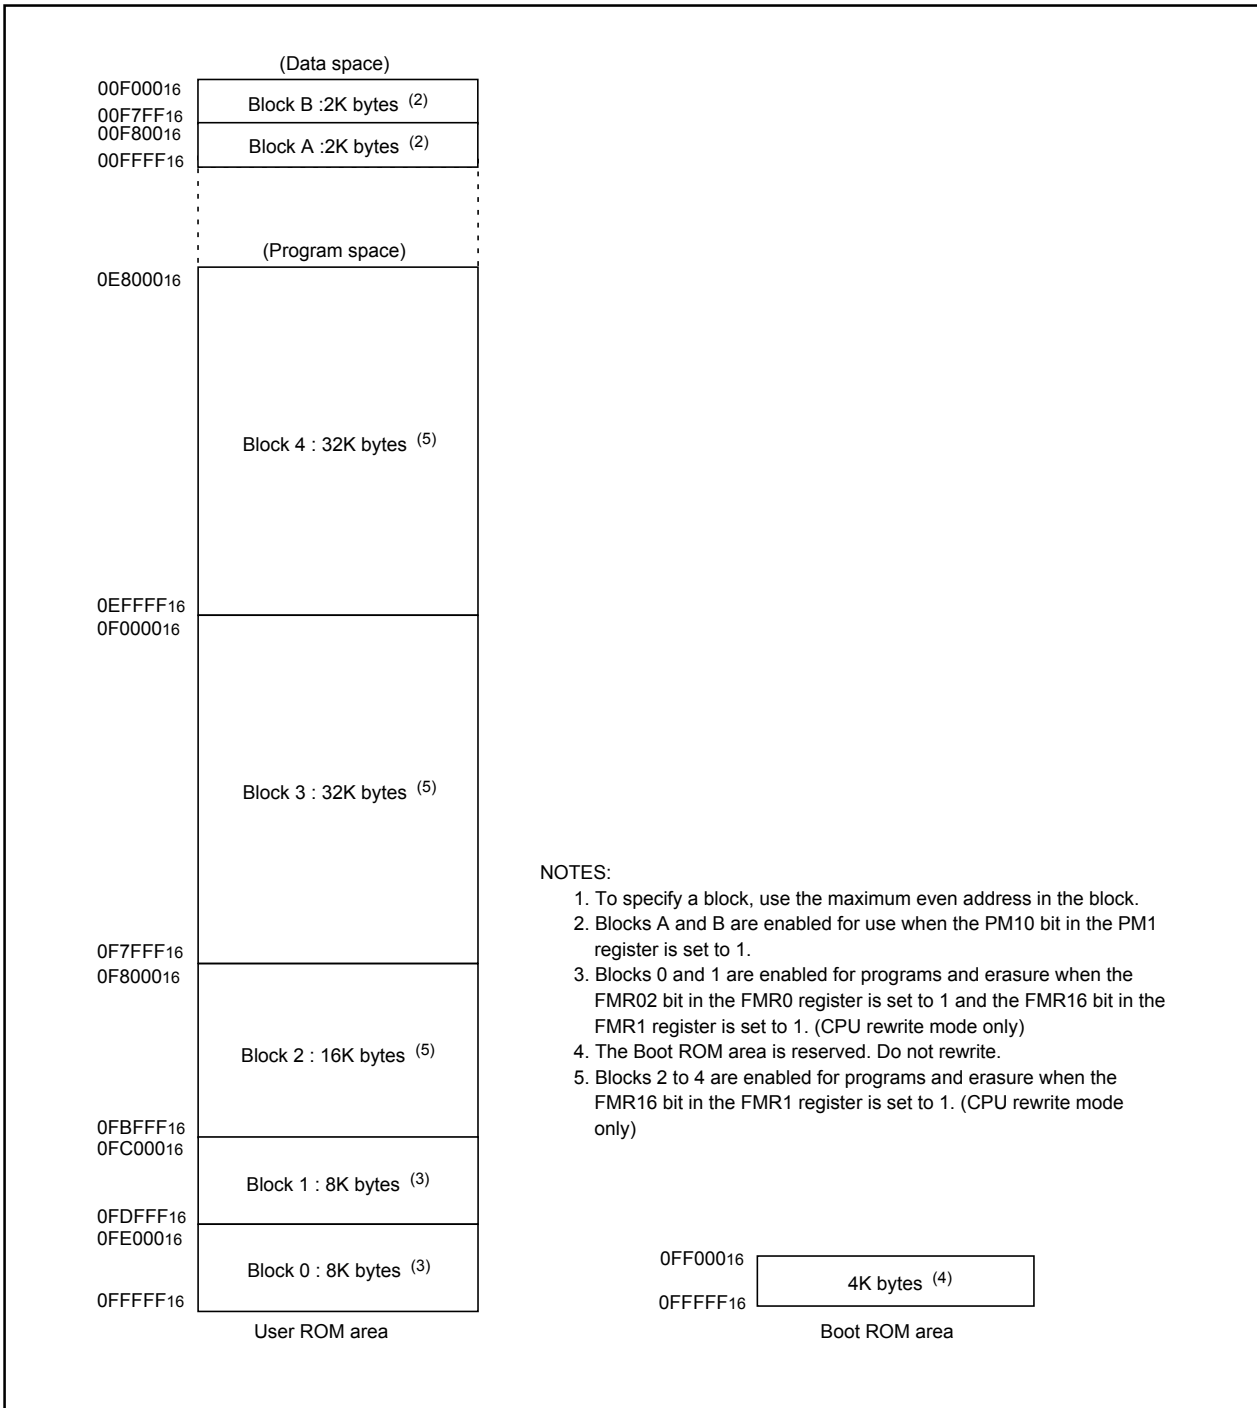 (Data space)
00F00016
Block B :2K bytes (2)
00F7FF16
00F80016
Block A :2K bytes (2)
00FFFF16
(Program space)
0E800016
Block 4 : 32K bytes (5)
0EFFFF16
0F000016
Block 3 : 32K bytes (5)
0F7FFF16
0F800016
Block 2 : 16K bytes (5)
0FBFFF16
0FC00016
Block 1 : 8K bytes (3)
0FDFFF16
0FE00016
Block 0 : 8K bytes (3)
0FFFFF16
User ROM area
NOTES:
1. To specify a block, use the maximum even address in the block.
2. Blocks A and B are enabled for use when the PM10 bit in the PM1
register is set to 1.
3. Blocks 0 and 1 are enabled for programs and erasure when the
FMR02 bit in the FMR0 register is set to 1 and the FMR16 bit in the
FMR1 register is set to 1. (CPU rewrite mode only)
4. The Boot ROM area is reserved. Do not rewrite.
5. Blocks 2 to 4 are enabled for programs and erasure when the
FMR16 bit in the FMR1 register is set to 1. (CPU rewrite mode
only)
0FF00016
4K bytes (4)
0FFFFF16
Boot ROM area